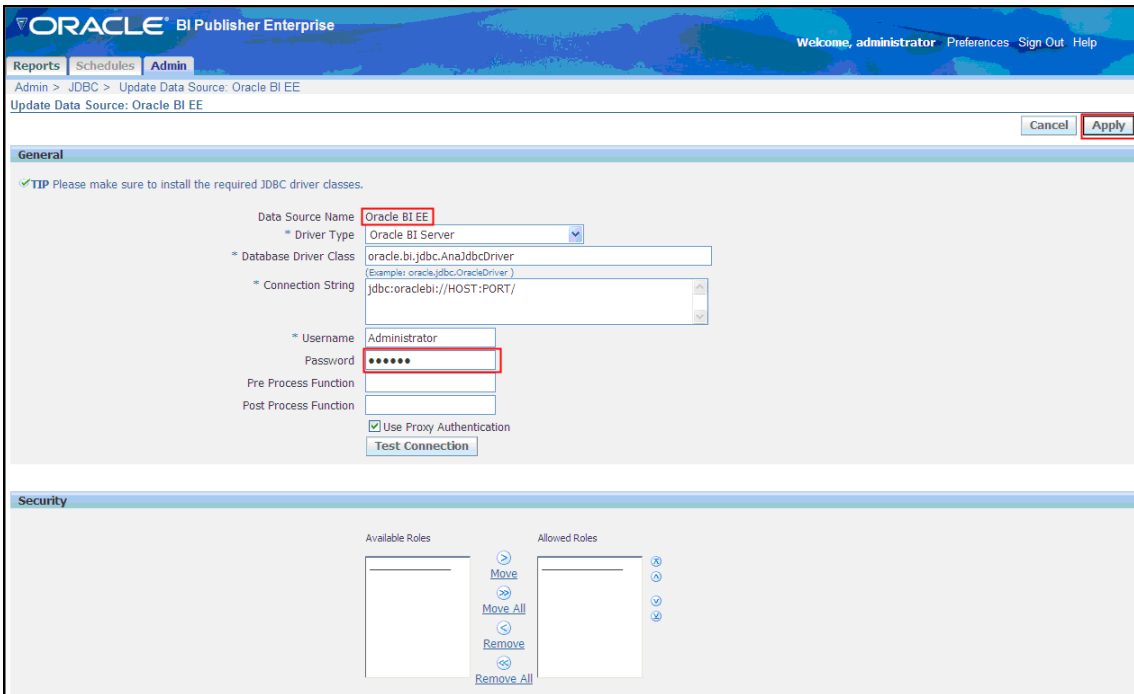 ORACLE BI Publisher Enterprise
Welcome, administrator Preferences Sign Out Help
Reports Schedules Admin
Admin > JDBC > Update Data Source: Oracle BI EE
Update Data Source: Oracle BI EE
Cancel Apply
General
TIP Please make sure to install the required JDBC driver classes.
Data Source Name Oracle BI EE
* Driver Type Oracle BI Server
* Database Driver Class oracle.bi.jdbc.AnaJdbcDriver
(Example: oracle.jdbc.OracleDriver )
* Connection String jdbc:oraclebi://HOST:PORT/
* Username Administrator
Password ••••••
Pre Process Function
Post Process Function
Use Proxy Authentication
Test Connection
Security
Available Roles Allowed Roles
Move
Move All
Remove
Remove All